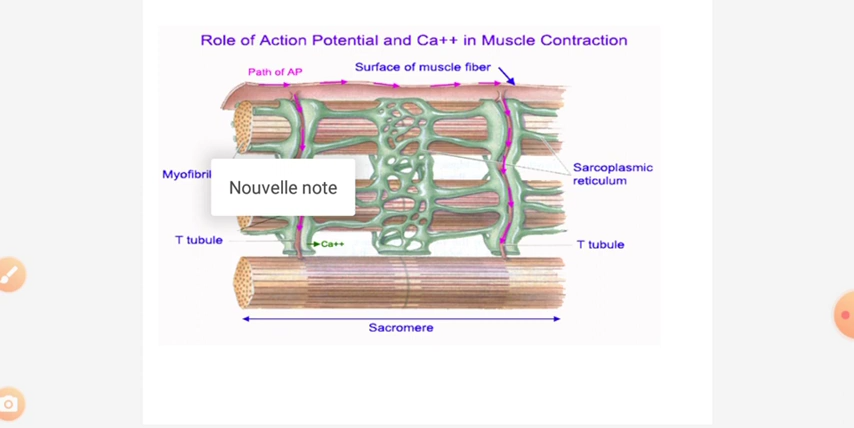 Role of Action Potential and Ca++ in Muscle Contraction
Path of AP
Surface of muscle fiber
Myofibril
Nouvelle note
Sarcoplasmic
reticulum
T tubule
Ca++
T tubule
Sacromere